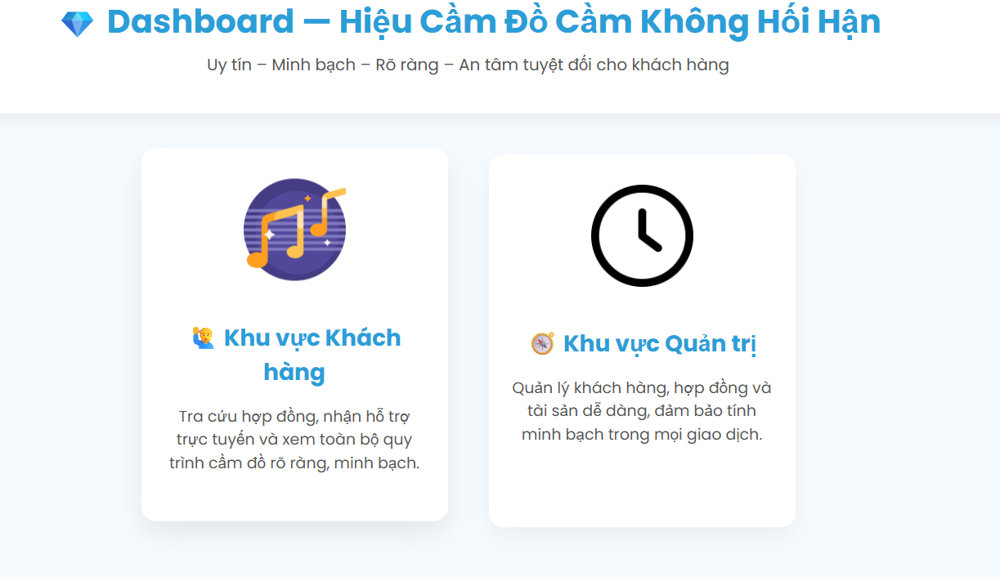 Dashboard — Hiệu Cầm Đồ Cầm Không Hối Hận
Uy tín – Minh bạch – Rõ ràng – An tâm tuyệt đối cho khách hàng
Khu vực Khách
hàng
Tra cứu hợp đồng, nhận hỗ trợ
trực tuyến và xem toàn bộ quy
trình cầm đồ rõ ràng, minh bạch.
Khu vực Quản trị
Quản lý khách hàng, hợp đồng và
tài sản dễ dàng, đảm bảo tính
minh bạch trong mọi giao dịch.